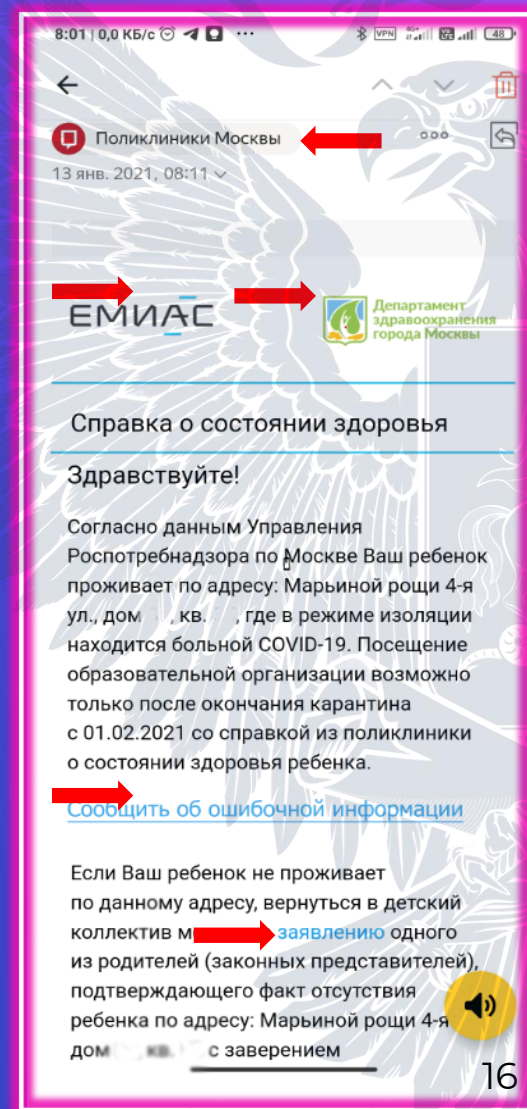 8:01 | 0,0 КБ/с ... VPN 48
Поликлиники Москвы
13 янв. 2021, 08:11
ЕМИАС
Департамент
здравоохранения
города Москвы
Справка о состоянии здоровья
Здравствуйте!
Согласно данным Управления
Роспотребнадзора по Москве Ваш ребенок
проживает по адресу: Марьиной рощи 4-я
ул., дом , кв. , где в режиме изоляции
находится больной COVID-19. Посещение
образовательной организации возможно
только после окончания карантина
с 01.02.2021 со справкой из поликлиники
о состоянии здоровья ребенка.
Сообщить об ошибочной информации
Если Ваш ребенок не проживает
по данному адресу, вернуться в детский
коллектив заявлению одного
из родителей (законных представителей),
подтверждающего факт отсутствия
ребенка по адресу: Марьиной рощи 4-я
дом , кв. с заверением
16